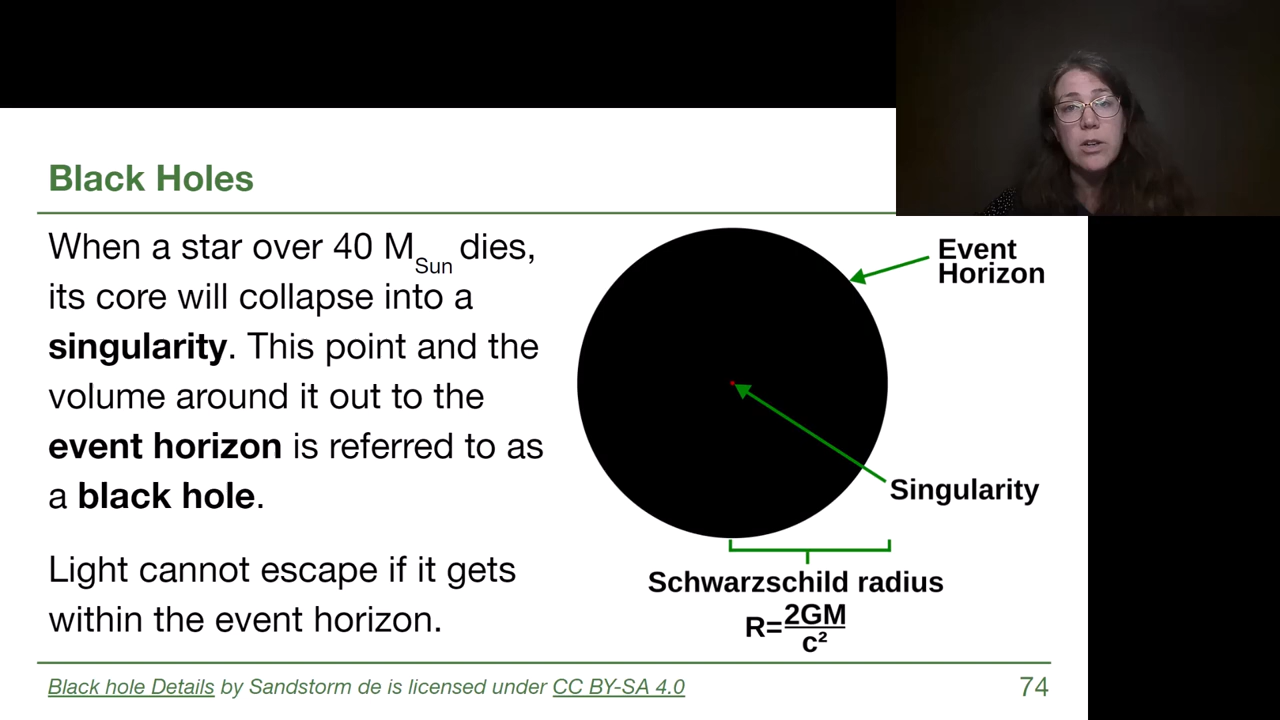 Black Holes
When a star over 40 M_Sun dies,
its core will collapse into a
singularity. This point and the
volume around it out to the
event horizon is referred to as
a black hole.
Light cannot escape if it gets
within the event horizon.
Event
Horizon
Singularity
Schwarzschild radius
R=2GM/c²
Black hole Details by Sandstorm de is licensed under CC BY-SA 4.0
74